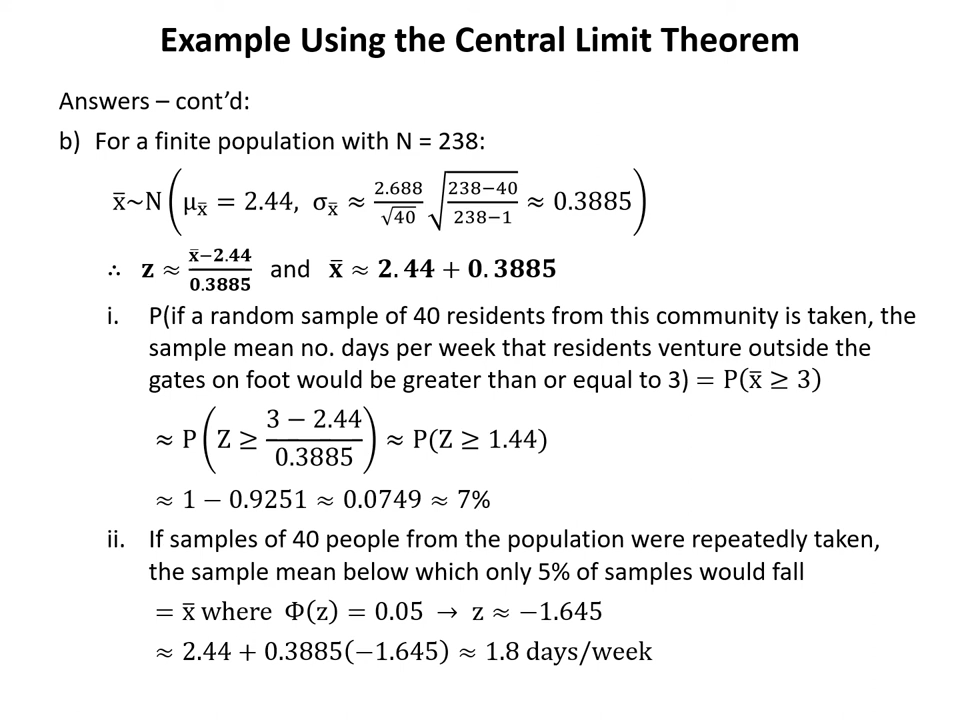 Example Using the Central Limit Theorem
Answers – cont’d:
b) For a finite population with N = 238:
x̄~N(μx̄ = 2.44, σx̄ ≈ 2.688/√40 √((238−40)/(238−1)) ≈ 0.3885)
∴ z ≈ (x̄−2.44)/0.3885 and x̄ ≈ 2.44 + 0.3885
i. P(if a random sample of 40 residents from this community is taken, the
sample mean no. days per week that residents venture outside the
gates on foot would be greater than or equal to 3) = P(x̄ ≥ 3)
≈ P(Z ≥ (3 − 2.44)/0.3885) ≈ P(Z ≥ 1.44)
≈ 1 − 0.9251 ≈ 0.0749 ≈ 7%
ii. If samples of 40 people from the population were repeatedly taken,
the sample mean below which only 5% of samples would fall
= x̄ where Φ(z) = 0.05 → z ≈ −1.645
≈ 2.44 + 0.3885(−1.645) ≈ 1.8 days/week